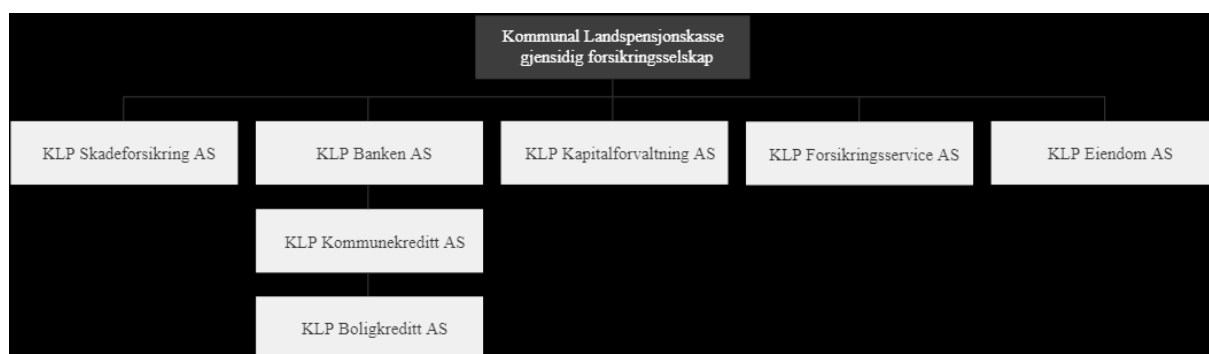 Kommunal Landspensjonskasse
gjensidig forsikringsselskap
KLP Skadeforsikring AS
KLP Banken AS
KLP Kapitalforvaltning AS
KLP Forsikringsservice AS
KLP Eiendom AS
KLP Kommunekreditt AS
KLP Boligkreditt AS